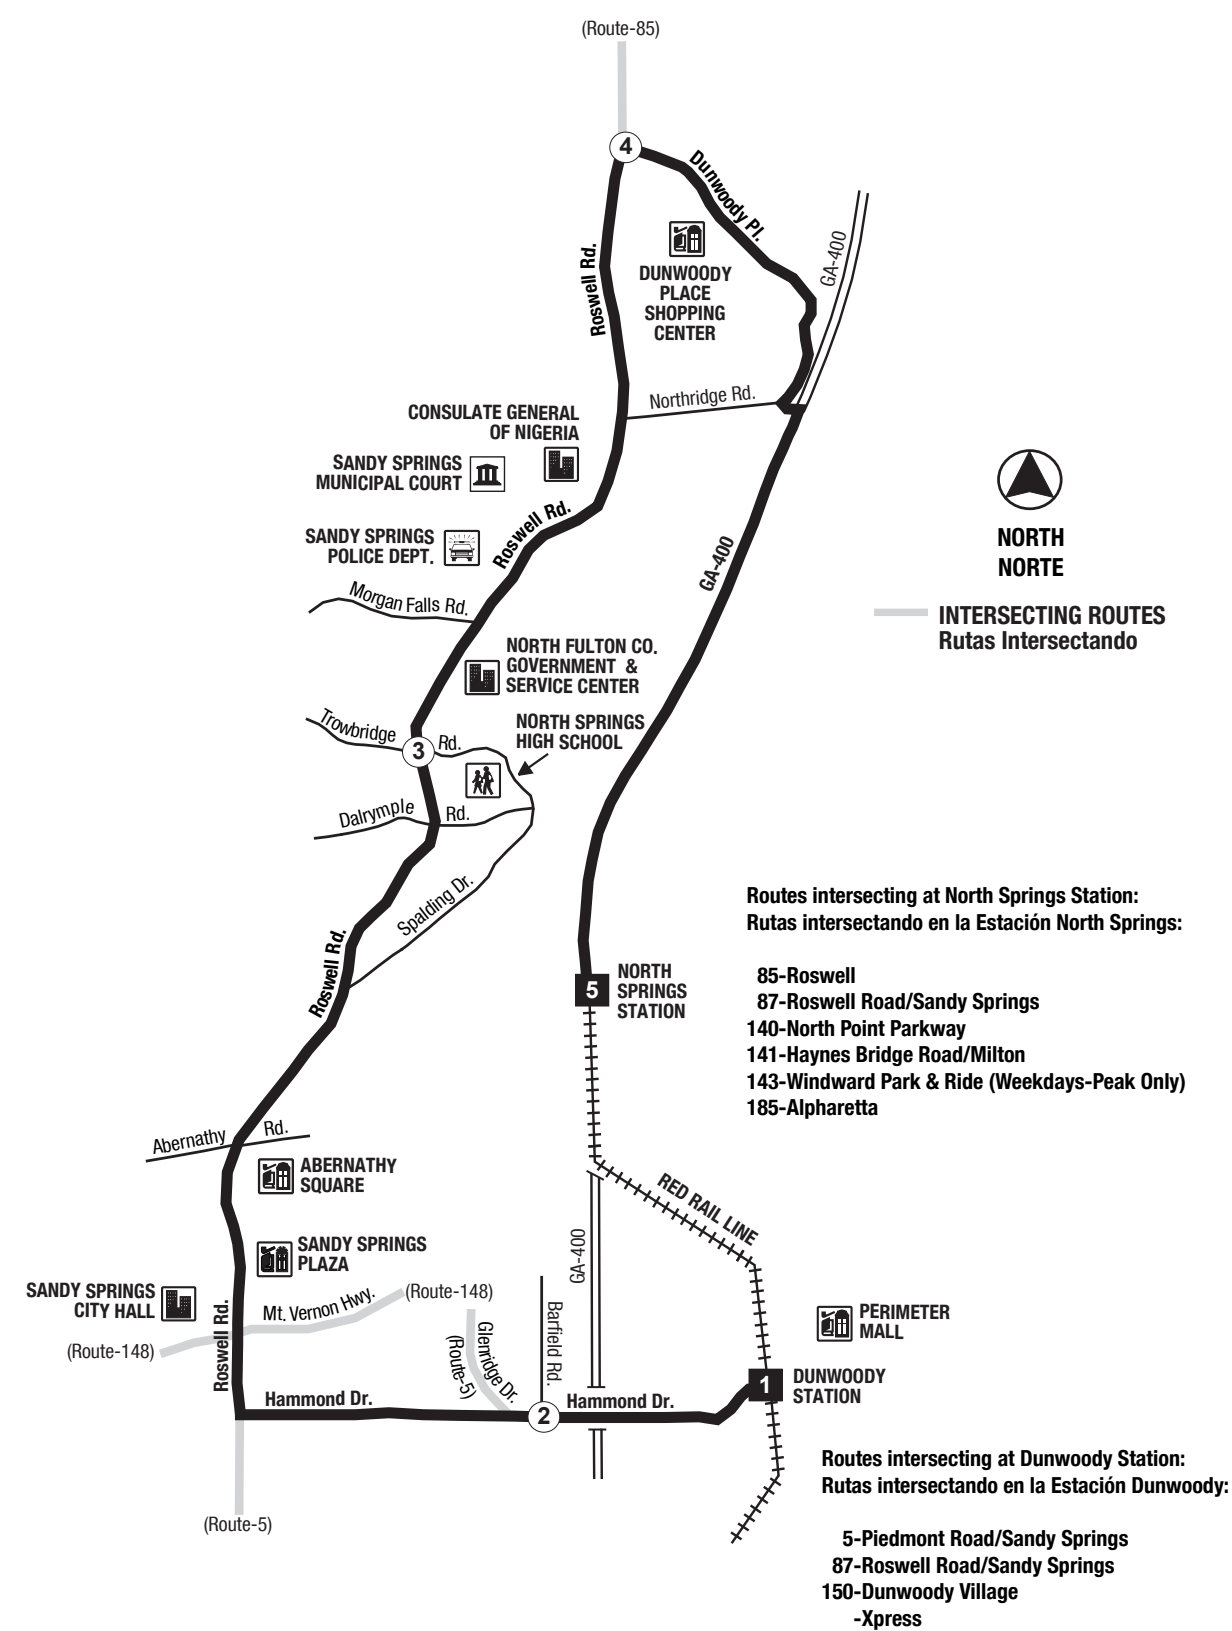 (Route-85)
4
Dunwoody Pl.
GA-400
Roswell Rd.
DUNWOODY
PLACE
SHOPPING
CENTER
Northridge Rd.
CONSULATE GENERAL
OF NIGERIA
SANDY SPRINGS
MUNICIPAL COURT
Roswell Rd.
SANDY SPRINGS
POLICE DEPT.
GA-400
NORTH
NORTE
Morgan Falls Rd.
INTERSECTING ROUTES
Rutas Intersectando
NORTH FULTON CO.
GOVERNMENT &
SERVICE CENTER
NORTH SPRINGS
HIGH SCHOOL
Trowbridge Rd.
3
Dalrymple Rd.
Spalding Dr.
Roswell Rd.
Routes intersecting at North Springs Station:
Rutas intersectando en la Estación North Springs:
85-Roswell
87-Roswell Road/Sandy Springs
140-North Point Parkway
141-Haynes Bridge Road/Milton
143-Windward Park & Ride (Weekdays-Peak Only)
185-Alpharetta
5
NORTH
SPRINGS
STATION
Abernathy Rd.
ABERNATHY
SQUARE
RED RAIL LINE
SANDY SPRINGS
PLAZA
GA-400
SANDY SPRINGS
CITY HALL
Mt. Vernon Hwy.
(Route-148)
(Route-148)
Roswell Rd.
Glenridge Dr.
(Route-5)
Barfield Rd.
PERIMETER
MALL
1
DUNWOODY
STATION
Hammond Dr.
2
Hammond Dr.
(Route-5)
Routes intersecting at Dunwoody Station:
Rutas intersectando en la Estación Dunwoody:
5-Piedmont Road/Sandy Springs
87-Roswell Road/Sandy Springs
150-Dunwoody Village
-Xpress